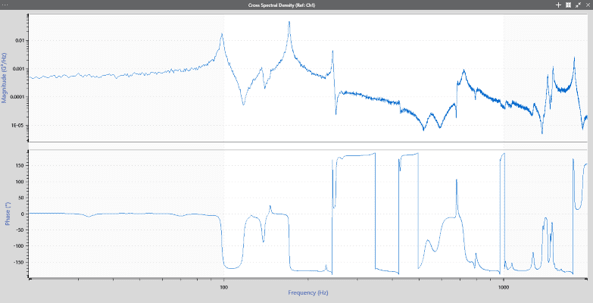 Cross Spectral Density (Ref: Ch1)
Magnitude (G²/Hz)
0.01
0.001
0.0001
1E-05
Phase (°)
150
100
50
0
-50
-100
-150
100
1000
Frequency (Hz)